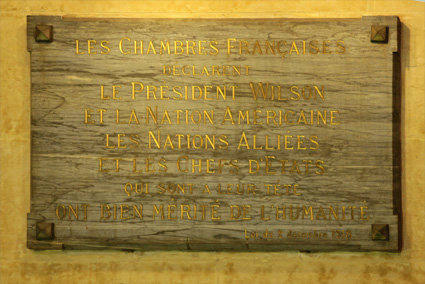 LES CHAMBRES FRANÇAISES
DÉCLARENT
LE PRÉSIDENT WILSON
ET LA NATION AMÉRICAINE
LES NATIONS ALLIÉES
ET LES CHEFS D'ÉTATS
QUI SONT A LEUR TÊTE
ONT BIEN MÉRITÉ DE L'HUMANITÉ